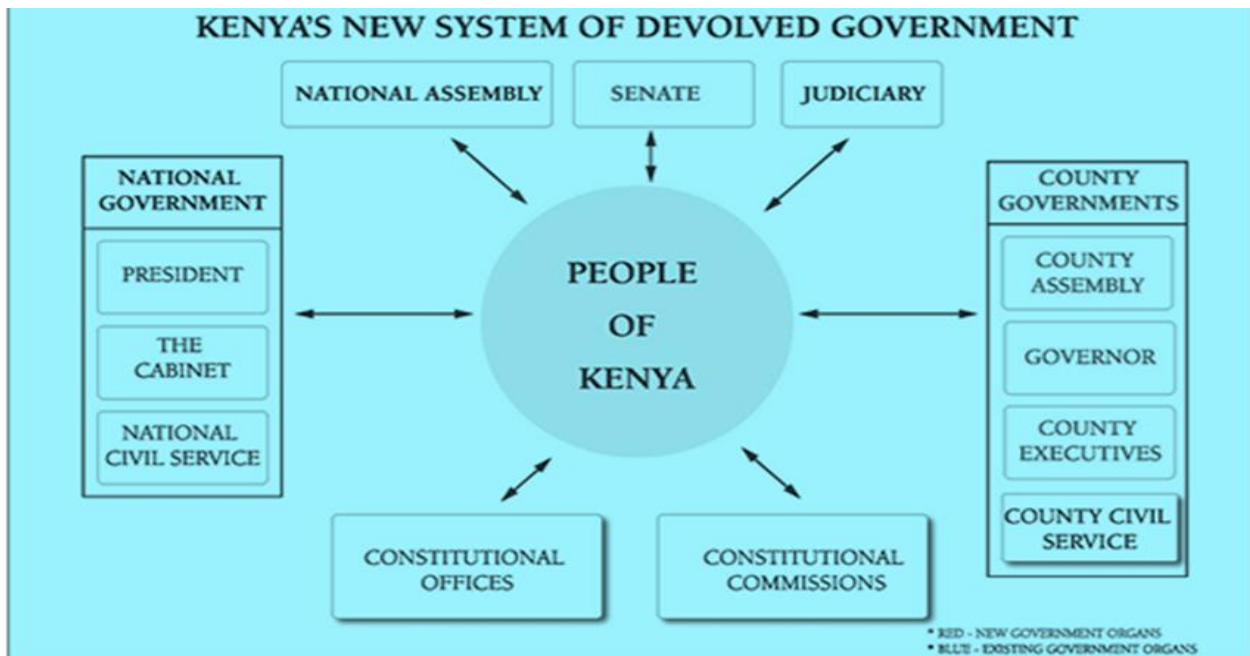 KENYA'S NEW SYSTEM OF DEVOLVED GOVERNMENT
NATIONAL ASSEMBLY
SENATE
JUDICIARY
NATIONAL
GOVERNMENT
PRESIDENT
THE
CABINET
NATIONAL
CIVIL SERVICE
PEOPLE
OF
KENYA
COUNTY
GOVERNMENTS
COUNTY
ASSEMBLY
GOVERNOR
COUNTY
EXECUTIVES
COUNTY CIVIL
SERVICE
CONSTITUTIONAL
OFFICES
CONSTITUTIONAL
COMMISSIONS
* RED - NEW GOVERNMENT ORGANS
* BLUE - EXISTING GOVERNMENT ORGANS